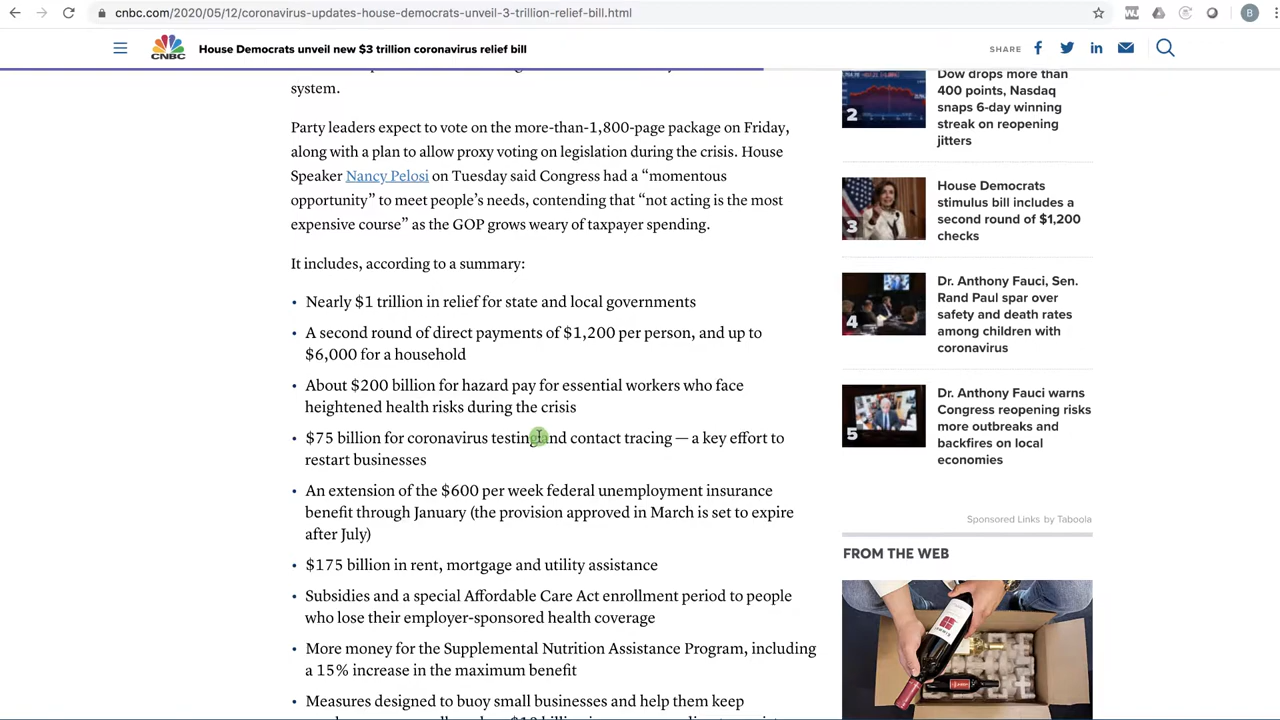 cnbc.com/2020/05/12/coronavirus-updates-house-democrats-unveil-3-trillion-relief-bill.html
B
CNBC
House Democrats unveil new $3 trillion coronavirus relief bill
SHARE
system.
Party leaders expect to vote on the more-than-1,800-page package on Friday,
along with a plan to allow proxy voting on legislation during the crisis. House
Speaker Nancy Pelosi on Tuesday said Congress had a “momentous
opportunity” to meet people’s needs, contending that “not acting is the most
expensive course” as the GOP grows weary of taxpayer spending.
It includes, according to a summary:
• Nearly $1 trillion in relief for state and local governments
• A second round of direct payments of $1,200 per person, and up to
$6,000 for a household
• About $200 billion for hazard pay for essential workers who face
heightened health risks during the crisis
• $75 billion for coronavirus testing and contact tracing — a key effort to
restart businesses
• An extension of the $600 per week federal unemployment insurance
benefit through January (the provision approved in March is set to expire
after July)
• $175 billion in rent, mortgage and utility assistance
• Subsidies and a special Affordable Care Act enrollment period to people
who lose their employer-sponsored health coverage
• More money for the Supplemental Nutrition Assistance Program, including
a 15% increase in the maximum benefit
• Measures designed to buoy small businesses and help them keep
2
Dow drops more than
400 points, Nasdaq
snaps 6-day winning
streak on reopening
jitters
3
House Democrats
stimulus bill includes a
second round of $1,200
checks
4
Dr. Anthony Fauci, Sen.
Rand Paul spar over
safety and death rates
among children with
coronavirus
5
Dr. Anthony Fauci warns
Congress reopening risks
more outbreaks and
backfires on local
economies
Sponsored Links by Taboola
FROM THE WEB